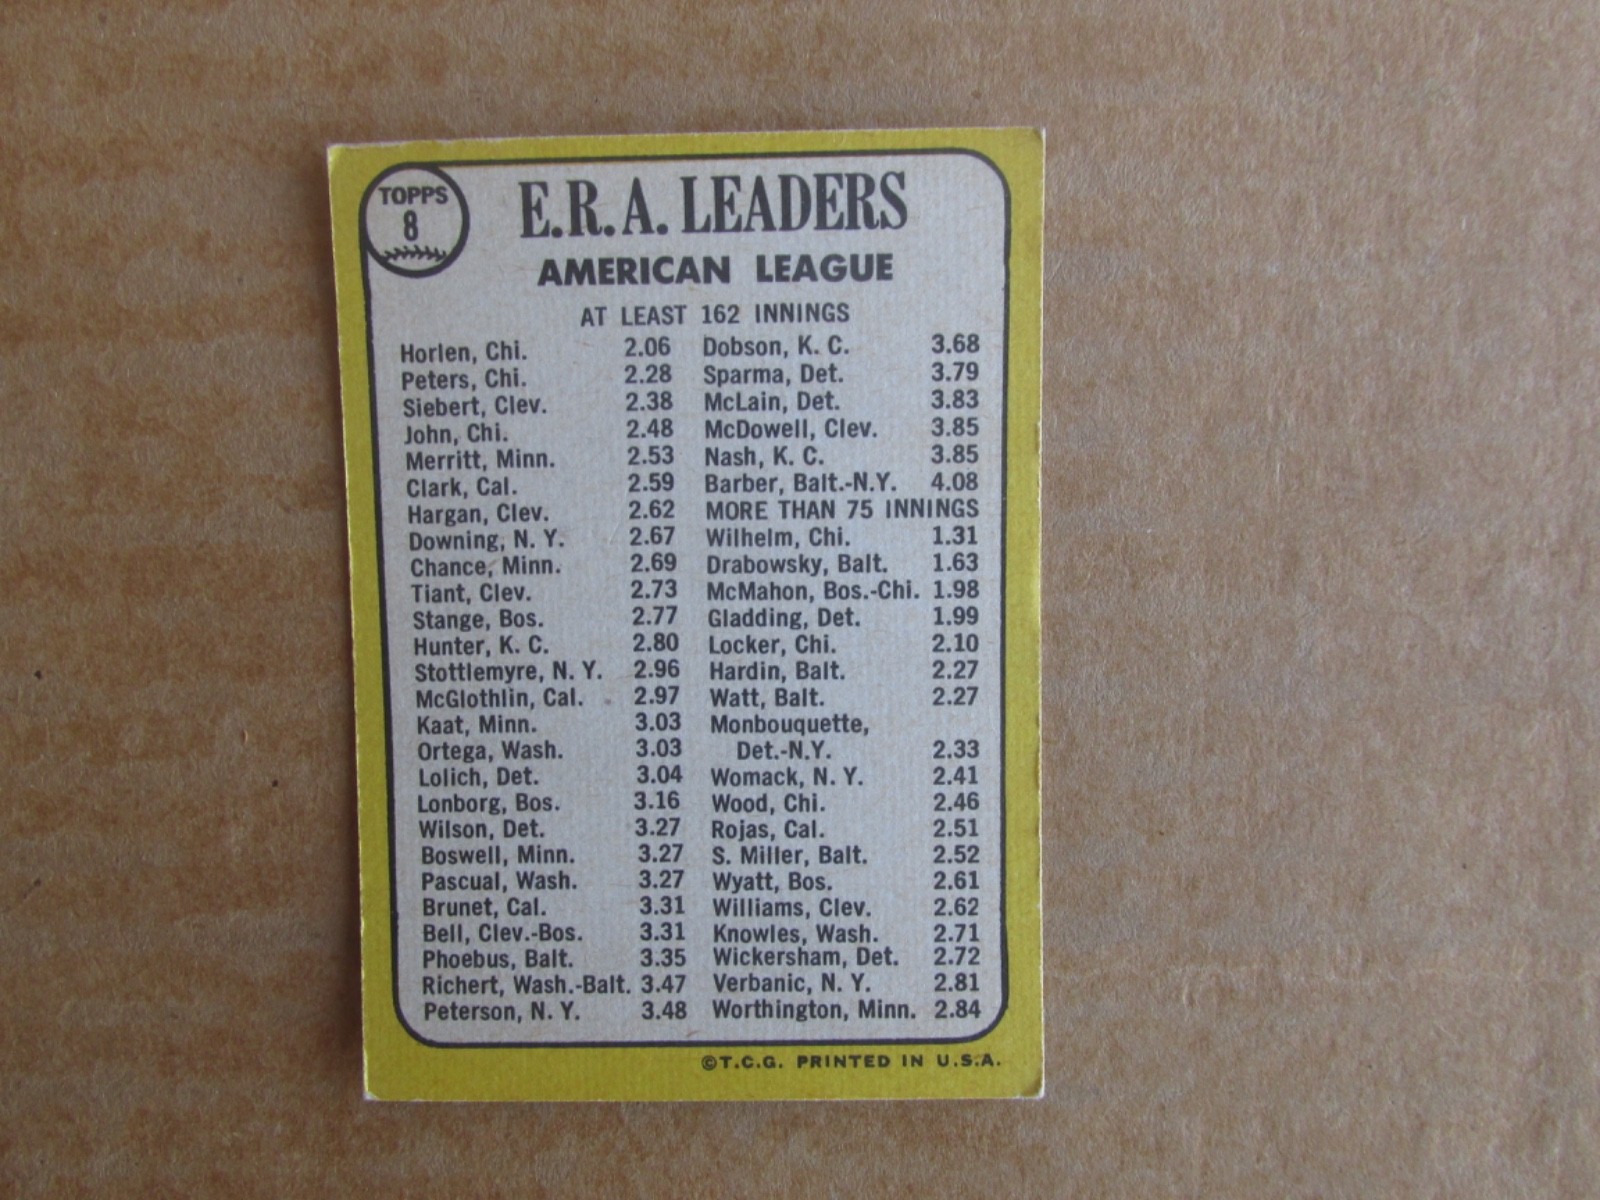 TOPPS
8
E.R.A. LEADERS
AMERICAN LEAGUE
AT LEAST 162 INNINGS
Horlen, Chi. 2.06
Peters, Chi. 2.28
Siebert, Clev. 2.38
John, Chi. 2.48
Merritt, Minn. 2.53
Clark, Cal. 2.59
Hargan, Clev. 2.62
Downing, N. Y. 2.67
Chance, Minn. 2.69
Tiant, Clev. 2.73
Stange, Bos. 2.77
Hunter, K. C. 2.80
Stottlemyre, N. Y. 2.96
McGlothlin, Cal. 2.97
Kaat, Minn. 3.03
Ortega, Wash. 3.03
Lolich, Det. 3.04
Lonborg, Bos. 3.16
Wilson, Det. 3.27
Boswell, Minn. 3.27
Pascual, Wash. 3.27
Brunet, Cal. 3.31
Bell, Clev.-Bos. 3.31
Phoebus, Balt. 3.35
Richert, Wash.-Balt. 3.47
Peterson, N. Y. 3.48
Dobson, K. C. 3.68
Sparma, Det. 3.79
McLain, Det. 3.83
McDowell, Clev. 3.85
Nash, K. C. 3.85
Barber, Balt.-N.Y. 4.08
MORE THAN 75 INNINGS
Wilhelm, Chi. 1.31
Drabowsky, Balt. 1.63
McMahon, Bos.-Chi. 1.98
Gladding, Det. 1.99
Locker, Chi. 2.10
Hardin, Balt. 2.27
Watt, Balt. 2.27
Monbouquette,
Det.-N.Y. 2.33
Womack, N. Y. 2.41
Wood, Chi. 2.46
Rojas, Cal. 2.51
S. Miller, Balt. 2.52
Wyatt, Bos. 2.61
Williams, Clev. 2.62
Knowles, Wash. 2.71
Wickersham, Det. 2.72
Verbanic, N. Y. 2.81
Worthington, Minn. 2.84
©T.C.G. PRINTED IN U.S.A.